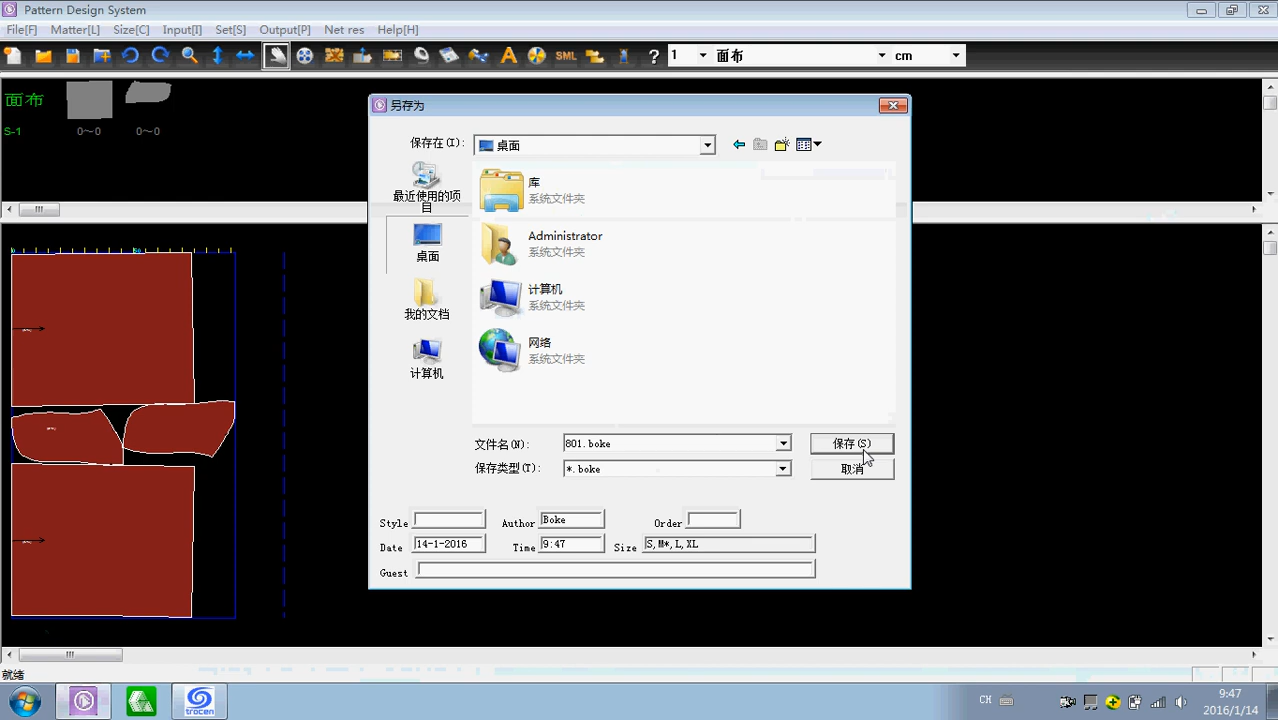 Pattern Design System
File[F] Matter[L] Size[C] Input[I] Set[S] Output[P] Net res Help[H]
SML ? 1 面布 cm
面布
S-1 0～0 0～0
另存为
保存在(I): 桌面
最近使用的项目
桌面
我的文档
计算机
库
系统文件夹
Administrator
系统文件夹
计算机
系统文件夹
网络
系统文件夹
文件名(N): 801.boke 保存(S)
保存类型(T): *.boke 取消
Style Author Boke Order
Date 14-1-2016 Time 9:47 Size S,M*,L,XL
Guest
0
就绪
trocen
CH
9:47
2016/1/14